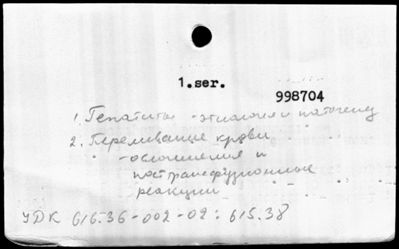 1.ser.
998704
1. Гепатиты - этиология и патогенез
2. Переливание крови
" - осложнения и
посттрансфузионные
реакции
УДК 616.36-002-02:615.38